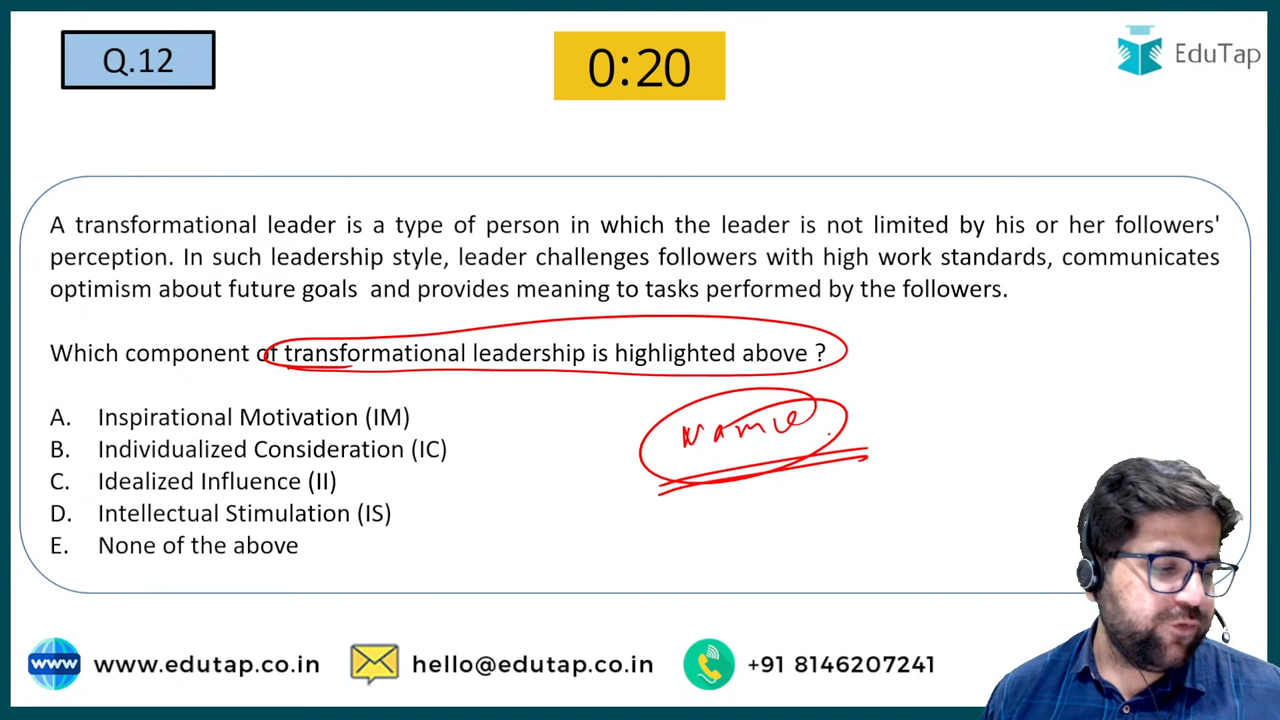 Q.12
0:20
EduTap
A transformational leader is a type of person in which the leader is not limited by his or her followers'
perception. In such leadership style, leader challenges followers with high work standards, communicates
optimism about future goals and provides meaning to tasks performed by the followers.
Which component of transformational leadership is highlighted above ?
A. Inspirational Motivation (IM)
B. Individualized Consideration (IC)
C. Idealized Influence (II)
D. Intellectual Stimulation (IS)
E. None of the above
www
www.edutap.co.in
hello@edutap.co.in
+91 8146207241